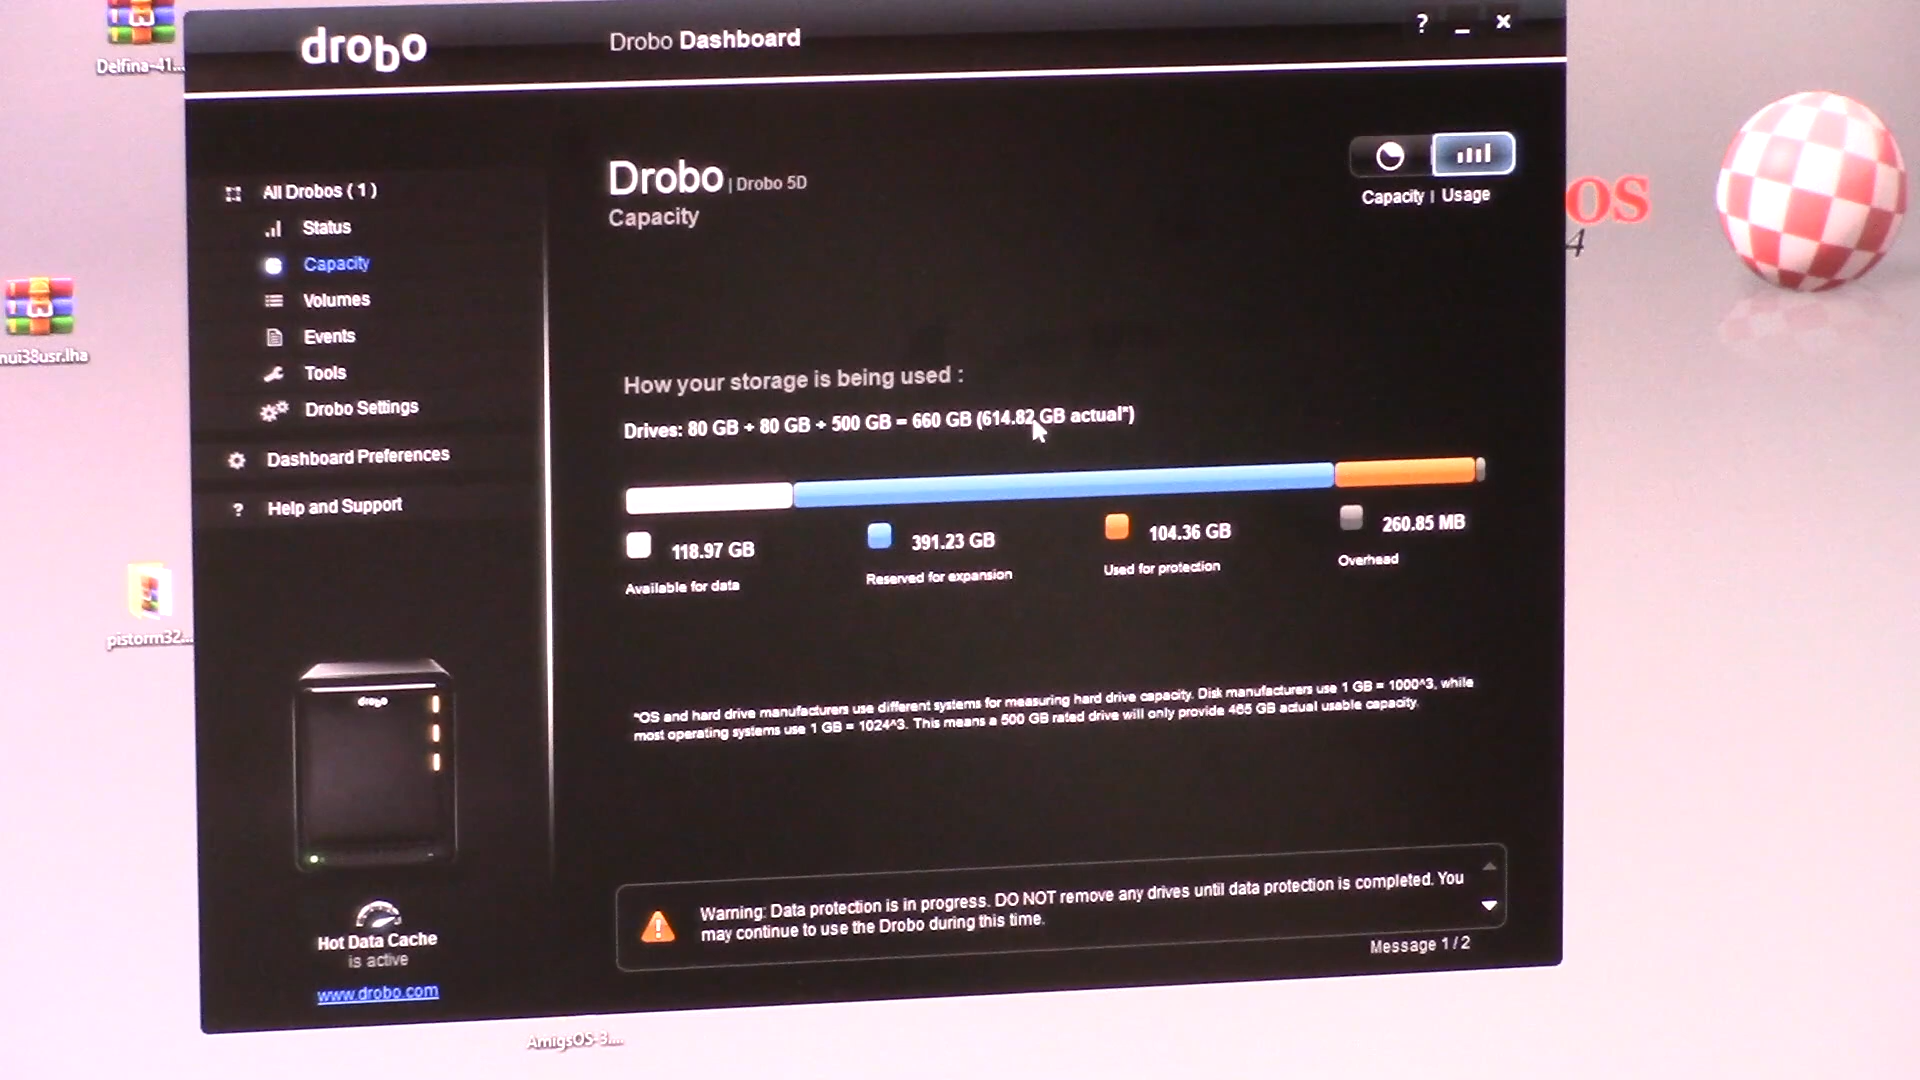 Delfina-41...
drobo
Drobo Dashboard
?
All Drobos ( 1 )
Status
Capacity
Volumes
Events
Tools
Drobo Settings
Dashboard Preferences
? Help and Support
Drobo | Drobo 5D
Capacity
Capacity | Usage
OS
4
nui38usr.lha
pistorm32...
How your storage is being used :
Drives: 80 GB + 80 GB + 500 GB = 660 GB (614.82 GB actual*)
118.97 GB
Available for data
391.23 GB
Reserved for expansion
104.36 GB
Used for protection
260.85 MB
Overhead
*OS and hard drive manufacturers use different systems for measuring hard drive capacity. Disk manufacturers use 1 GB = 1000^3, while
most operating systems use 1 GB = 1024^3. This means a 500 GB rated drive will only provide 465 GB actual usable capacity.
drobo
Hot Data Cache
is active
www.drobo.com
Warning: Data protection is in progress. DO NOT remove any drives until data protection is completed. You
may continue to use the Drobo during this time.
Message 1 / 2
AmigsOS-3....